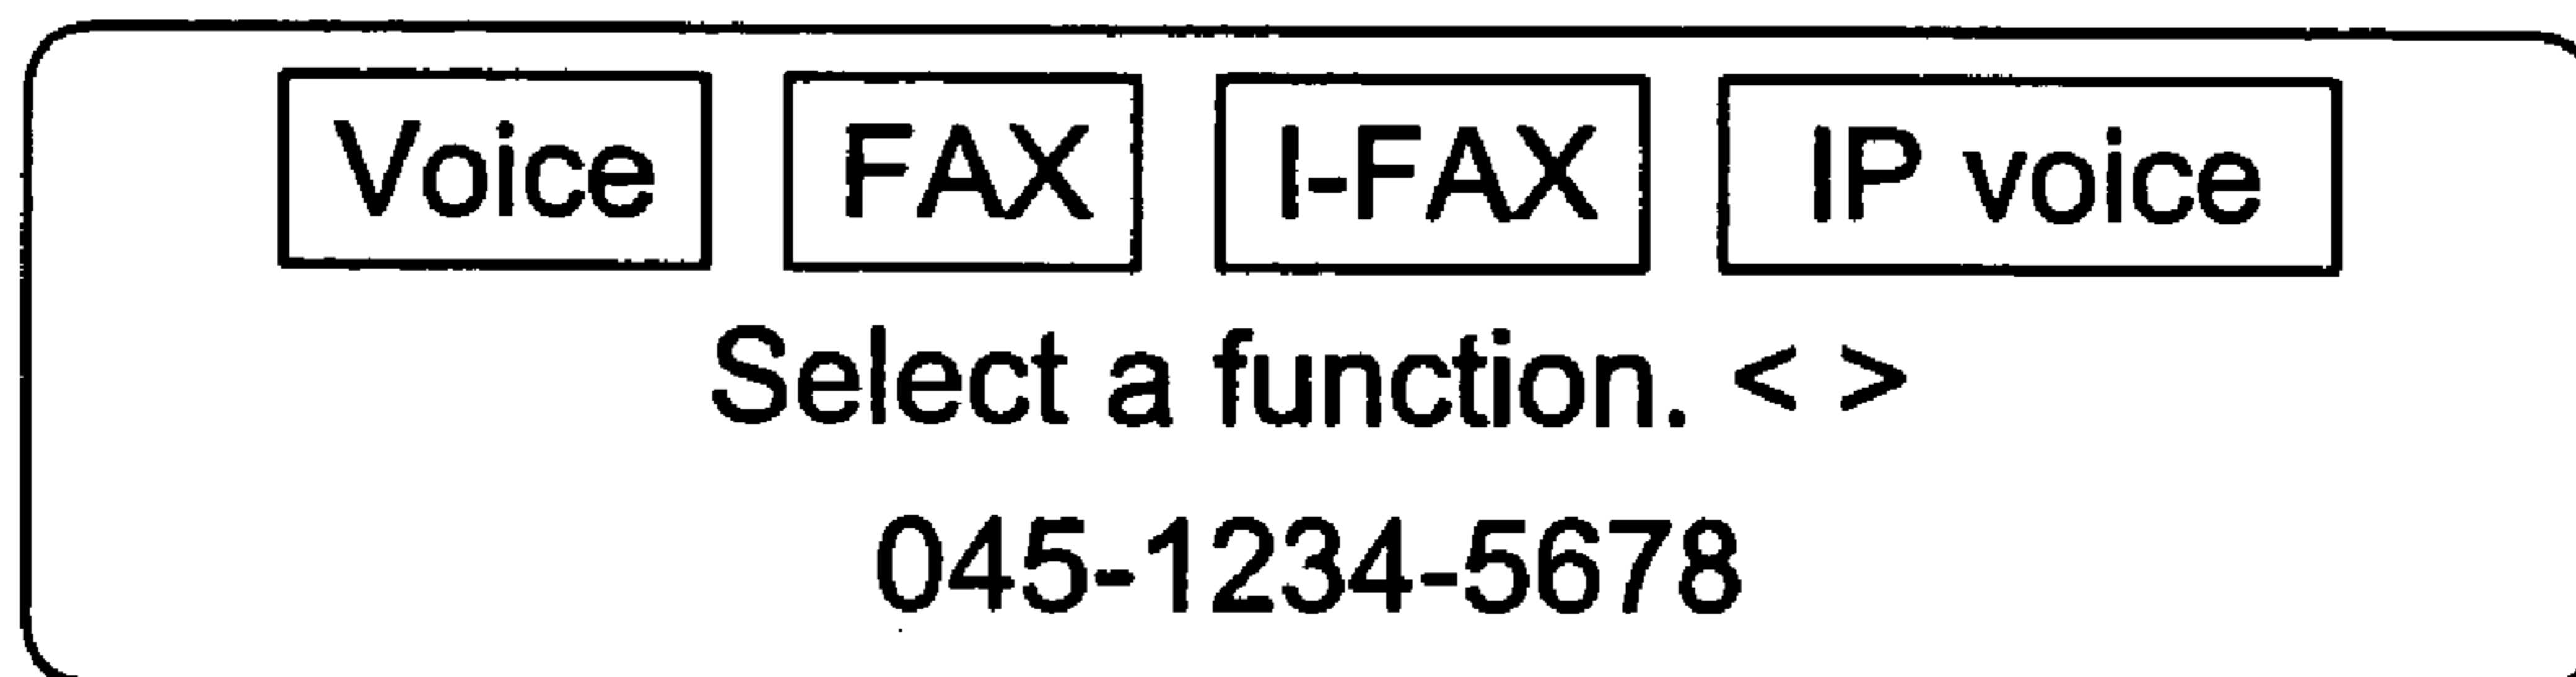 Voice FAX I-FAX IP voice
Select a function. < >
045-1234-5678